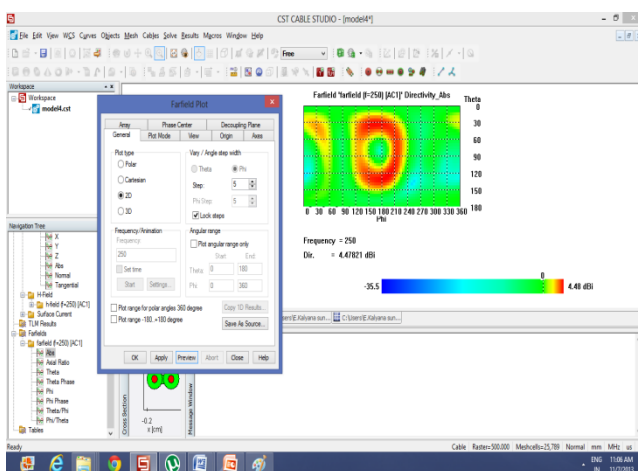 CST CABLE STUDIO - [model4*]
File Edit View WCS Curves Objects Mesh Cables Solve Results Macros Window Help
Free
Workspace
Workspace
model4.cst
Navigation Tree
X
Y
Z
Abs
Normal
Tangential
H-Field
h-field (f=250) [AC1]
Surface Current
TLM Results
Farfields
farfield (f=250) [AC1]
Abs
Axial Ratio
Theta
Theta Phase
Phi
Phi Phase
Theta/Phi
Phi/Theta
Tables
Farfield Plot
Array Phase Center Decoupling Plane
General Plot Mode View Origin Axes
Plot type
Polar
Cartesian
2D
3D
Vary / Angle step width
Theta Phi
Step: 5
Phi Step: 5
Lock steps
Frequency/Animation
Frequency:
250
Set time
Start Settings...
Angular range
Plot angular range only
Start End
Theta 0 180
Phi 0 360
Plot range for polar angles 360 degree
Plot range -180..+180 degree
Copy 1D Results...
Save As Source...
OK Apply Preview Abort Close Help
Farfield 'farfield (f=250) [AC1]' Directivity_Abs
Theta
0
30
60
90
120
150
180
0 30 60 90 120 150 180 210 240 270 300 330 360
Phi
Frequency = 250
Dir. = 4.47821 dBi
0
-35.5 4.48 dBi
sers\E.Kalyana sun... C:\Users\E.Kalyana sun...
Cross Section
-0.2
x [cm]
Message Window
Ready
Cable Raster=500.000 Meshcells=25,789 Normal mm MHz us
ENG 11:06 AM
IN